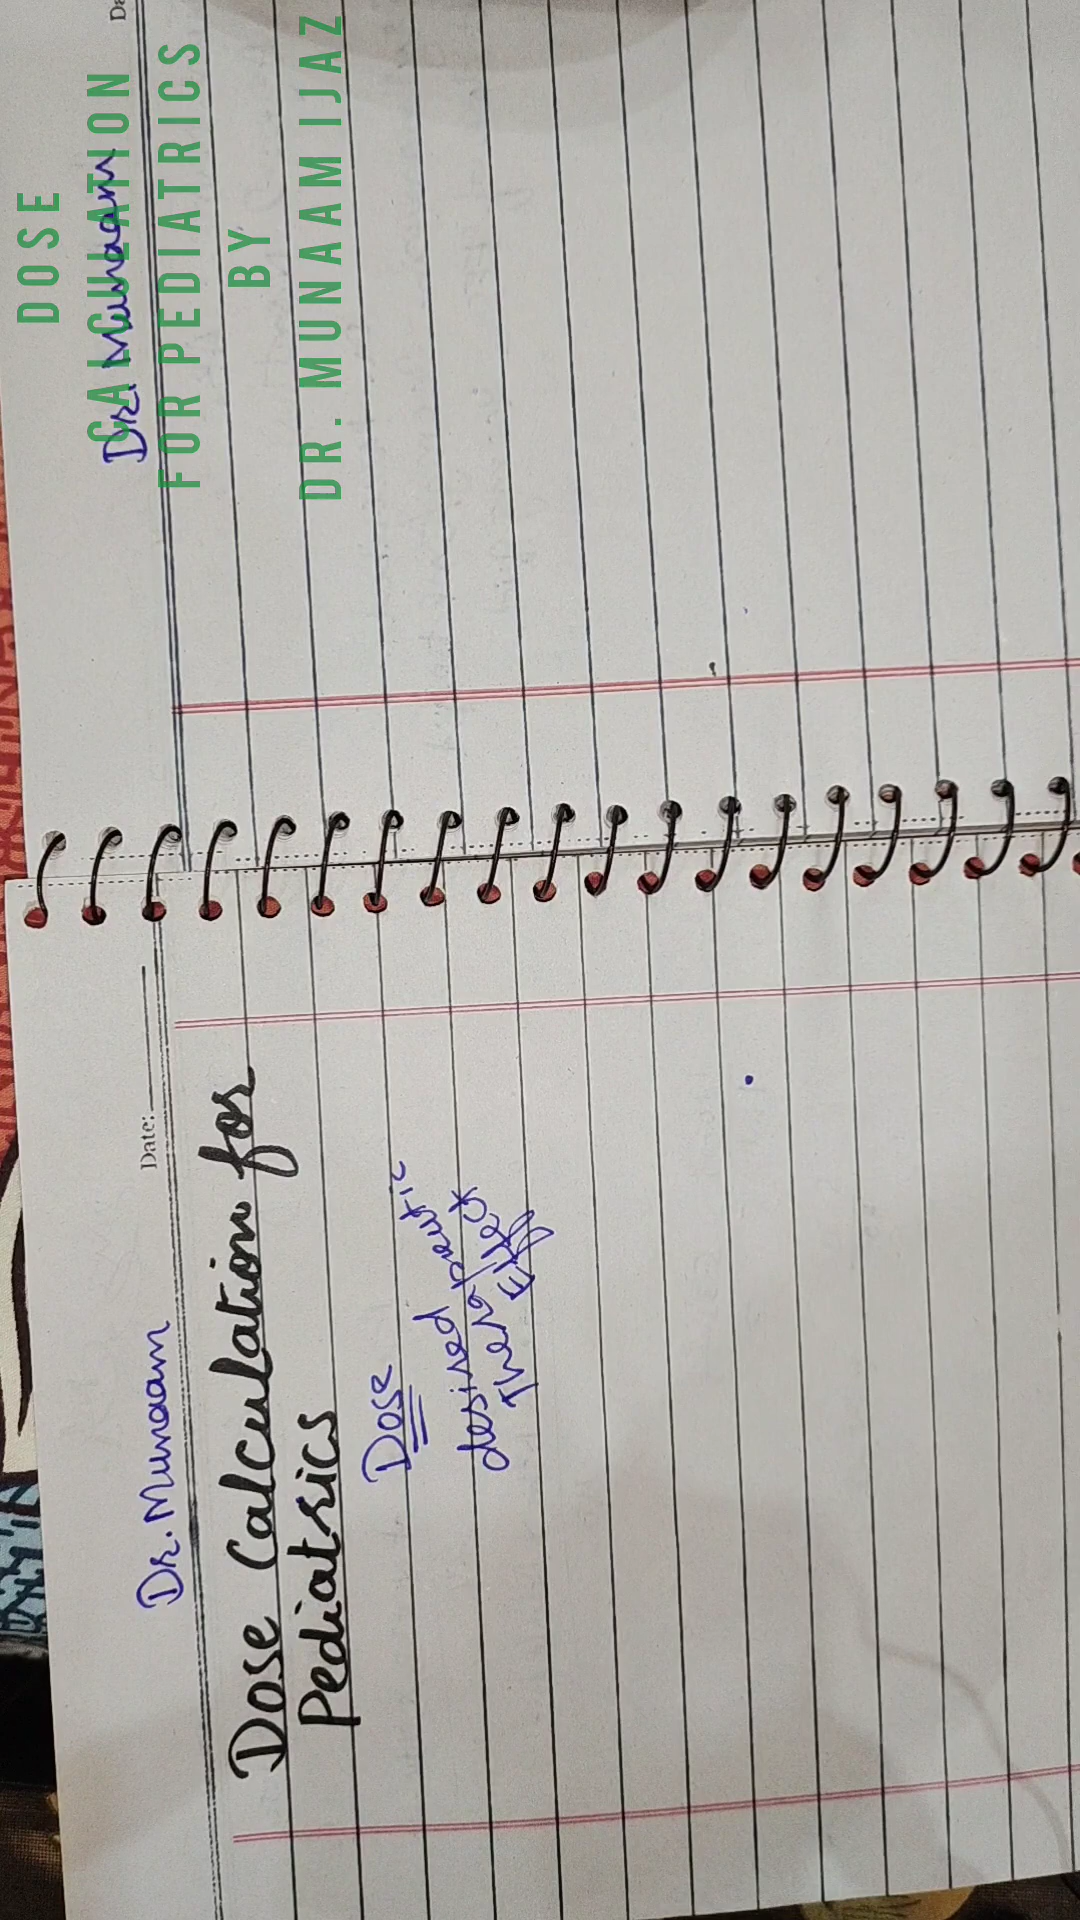 DOSE
CALCULATION
FOR PEDIATRICS
BY
DR. MUNAAM IJAZ
Dr. Munaam
Da
Dr. Munaam
Date:
Dose Calculation for
Pediatrics
Dose
desired
Therapeutic
Effect